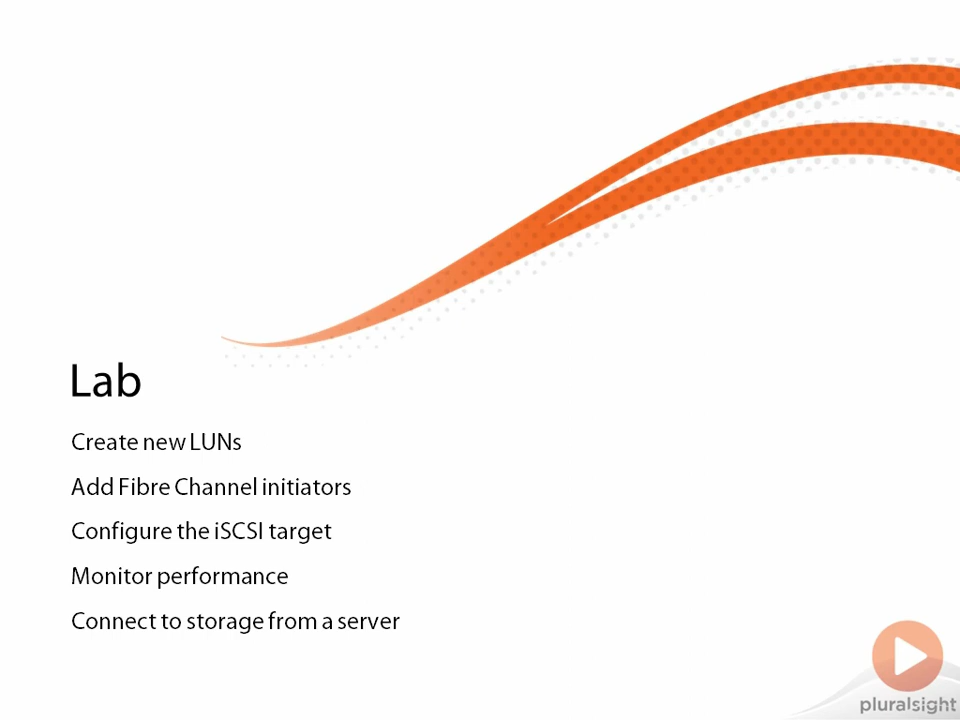 Lab
Create new LUNs
Add Fibre Channel initiators
Configure the iSCSI target
Monitor performance
Connect to storage from a server
pluralsight